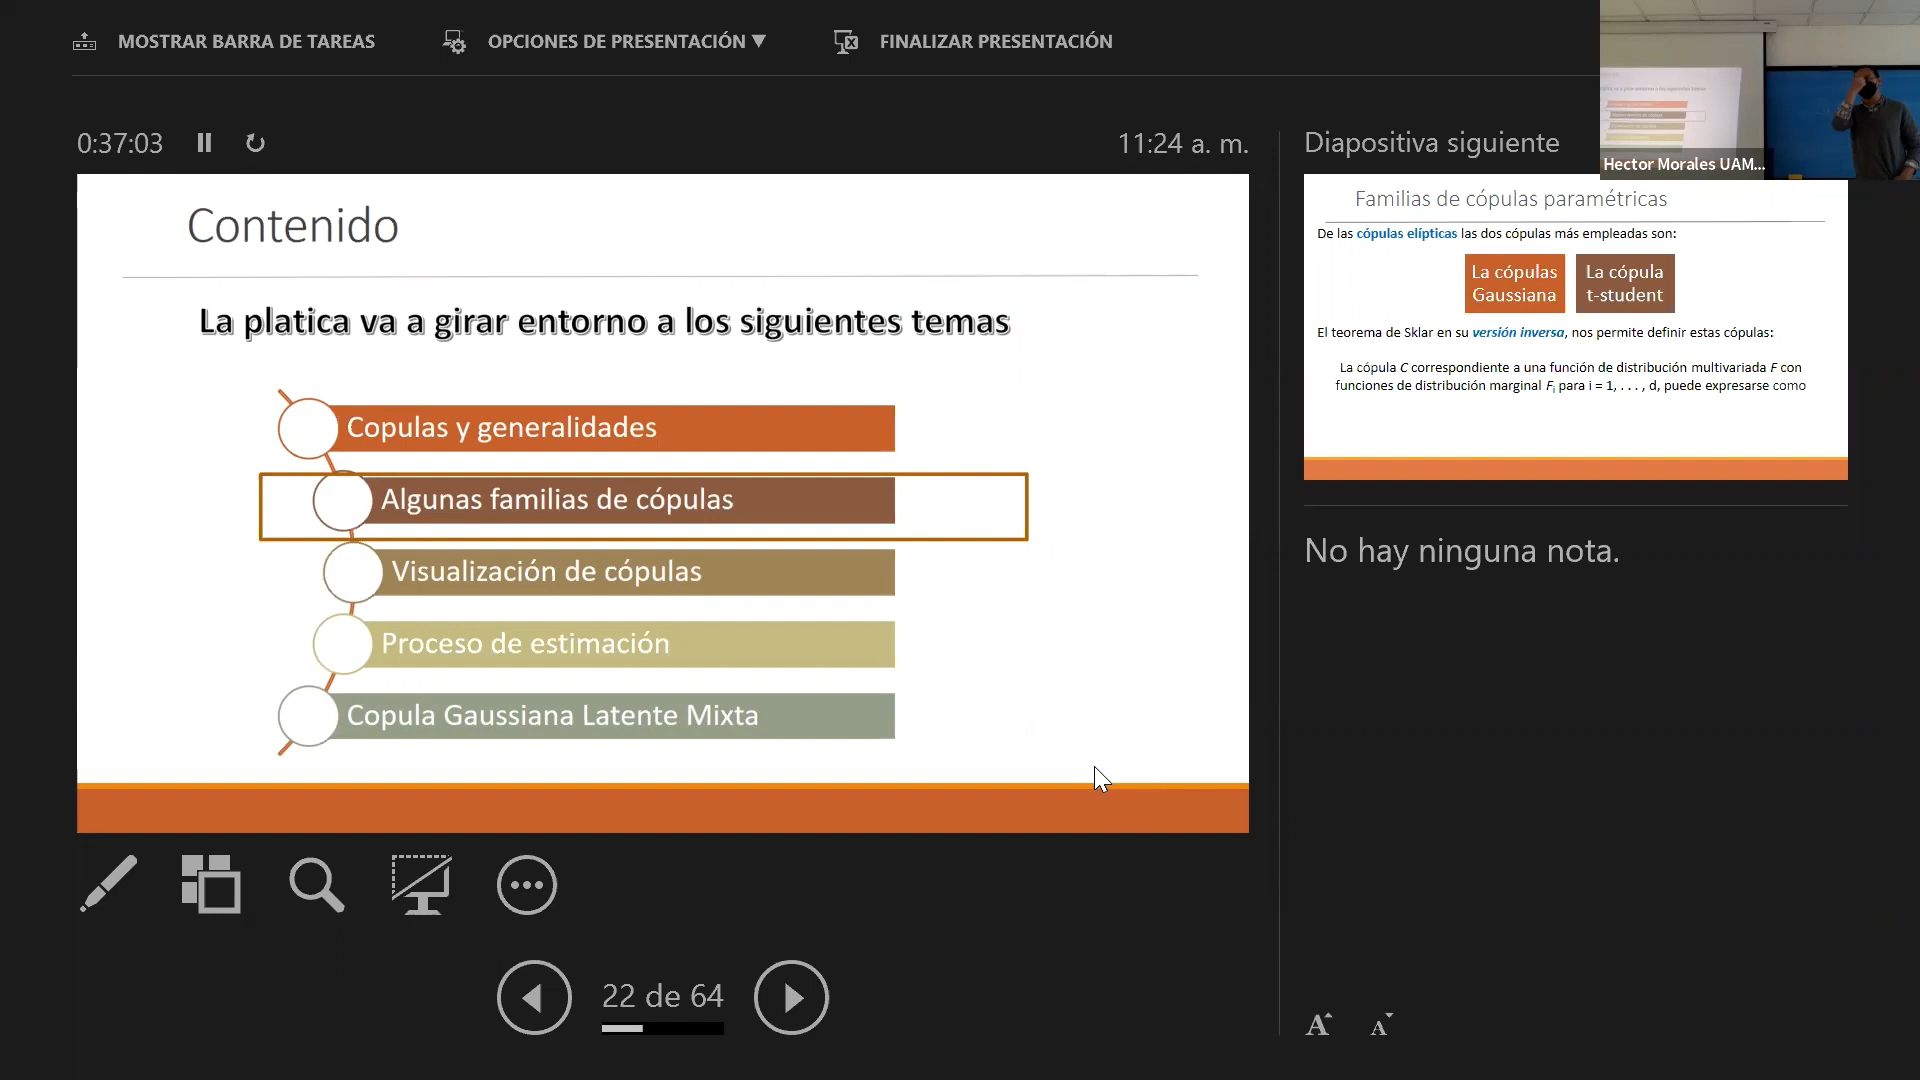 MOSTRAR BARRA DE TAREAS
OPCIONES DE PRESENTACIÓN ▼
FINALIZAR PRESENTACIÓN
0:37:03
11:24 a. m.
Contenido
La platica va a girar entorno a los siguientes temas
Copulas y generalidades
Algunas familias de cópulas
Visualización de cópulas
Proceso de estimación
Copula Gaussiana Latente Mixta
22 de 64
Diapositiva siguiente
Hector Morales UAM...
Familias de cópulas paramétricas
De las cópulas elípticas las dos cópulas más empleadas son:
La cópulas
Gaussiana
La cópula
t-student
El teorema de Sklar en su versión inversa, nos permite definir estas cópulas:
La cópula C correspondiente a una función de distribución multivariada F con
funciones de distribución marginal Fi para i = 1, . . . , d, puede expresarse como
No hay ninguna nota.
A A